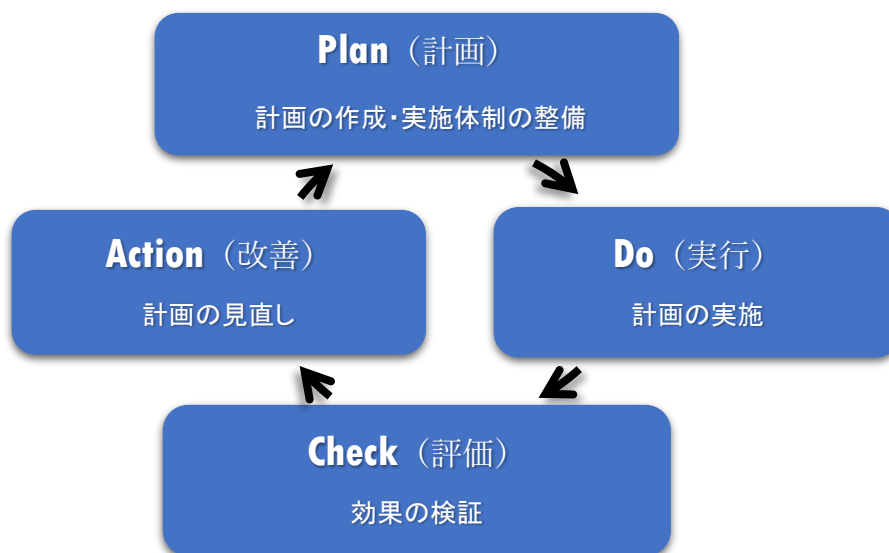 Plan（計画）
計画の作成・実施体制の整備
Action（改善）
計画の見直し
Do（実行）
計画の実施
Check（評価）
効果の検証